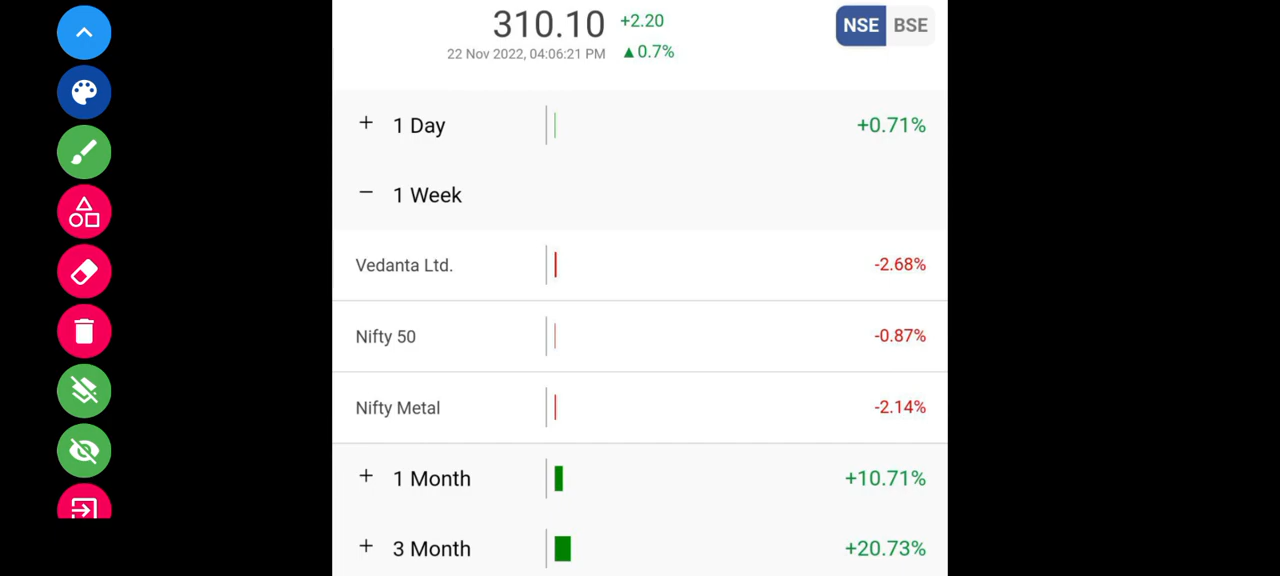 310.10 +2.20
22 Nov 2022, 04:06:21 PM ▲0.7%
NSE BSE
+ 1 Day +0.71%
− 1 Week
Vedanta Ltd. -2.68%
Nifty 50 -0.87%
Nifty Metal -2.14%
+ 1 Month +10.71%
+ 3 Month +20.73%